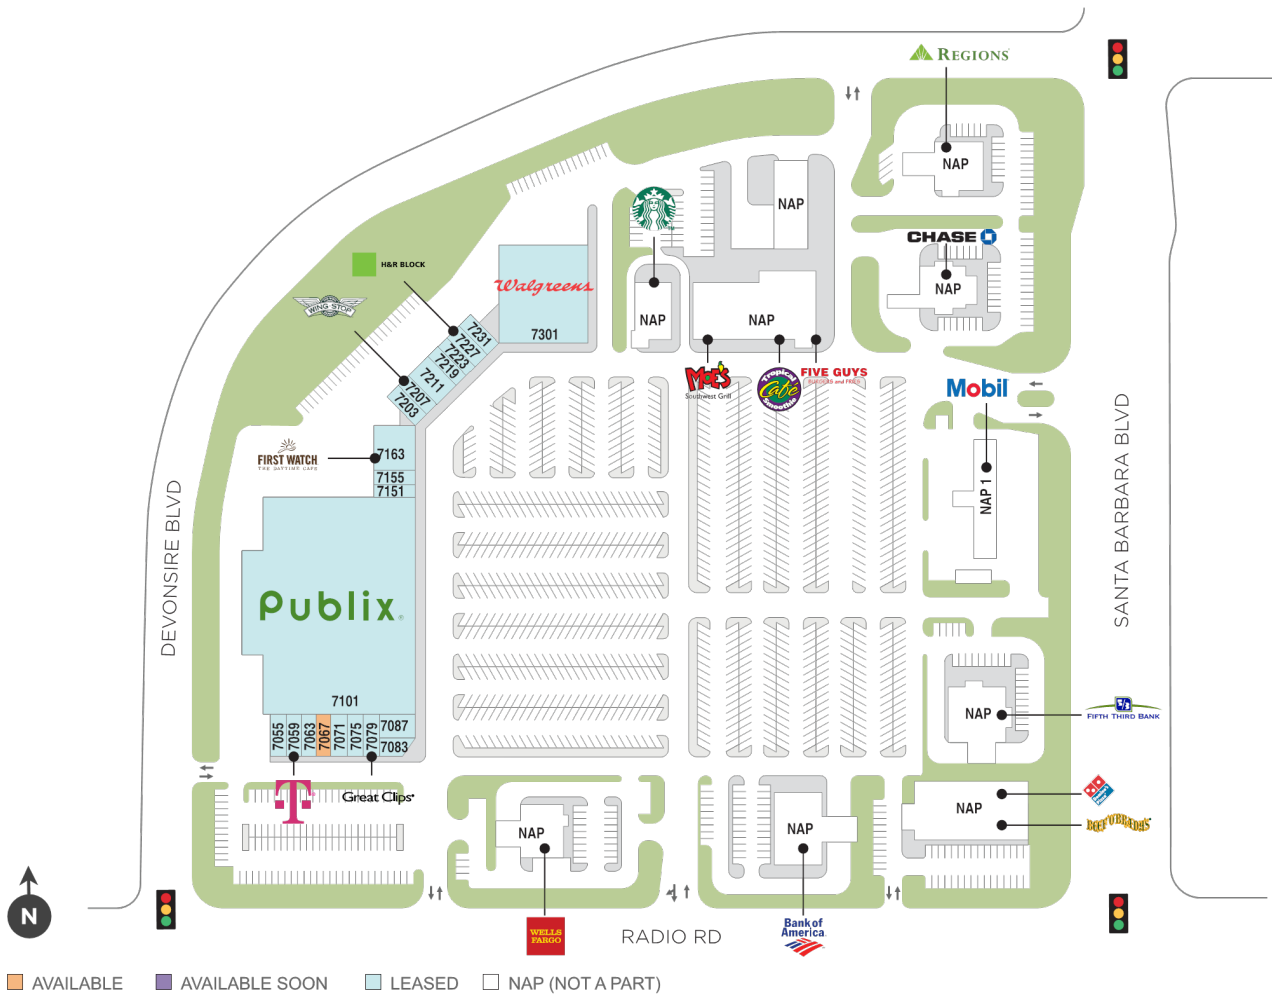 REGIONS
NAP
NAP
CHASE
NAP
H&R BLOCK
WING·STOP
Walgreens
7301
NAP
NAP
MOE'S
Southwest Grill
Tropical
Cafe
Smoothie
FIVE GUYS
BURGERS and FRIES
7231
7227
7223
7219
7211
7207
7203
Mobil
FIRST WATCH
THE DAYTIME CAFE
7163
7155
7151
NAP 1
DEVONSIRE BLVD
SANTA BARBARA BLVD
Publix
7101
7055
7059
7063
7067
7071
7075
7079
7087
7083
NAP
FIFTH THIRD BANK
T
Great Clips
NAP
NAP
NAP
Domino's
Pizza
BEEF 'O' BRADY'S
N
WELLS
FARGO
RADIO RD
Bank of
America
AVAILABLE
AVAILABLE SOON
LEASED
NAP (NOT A PART)